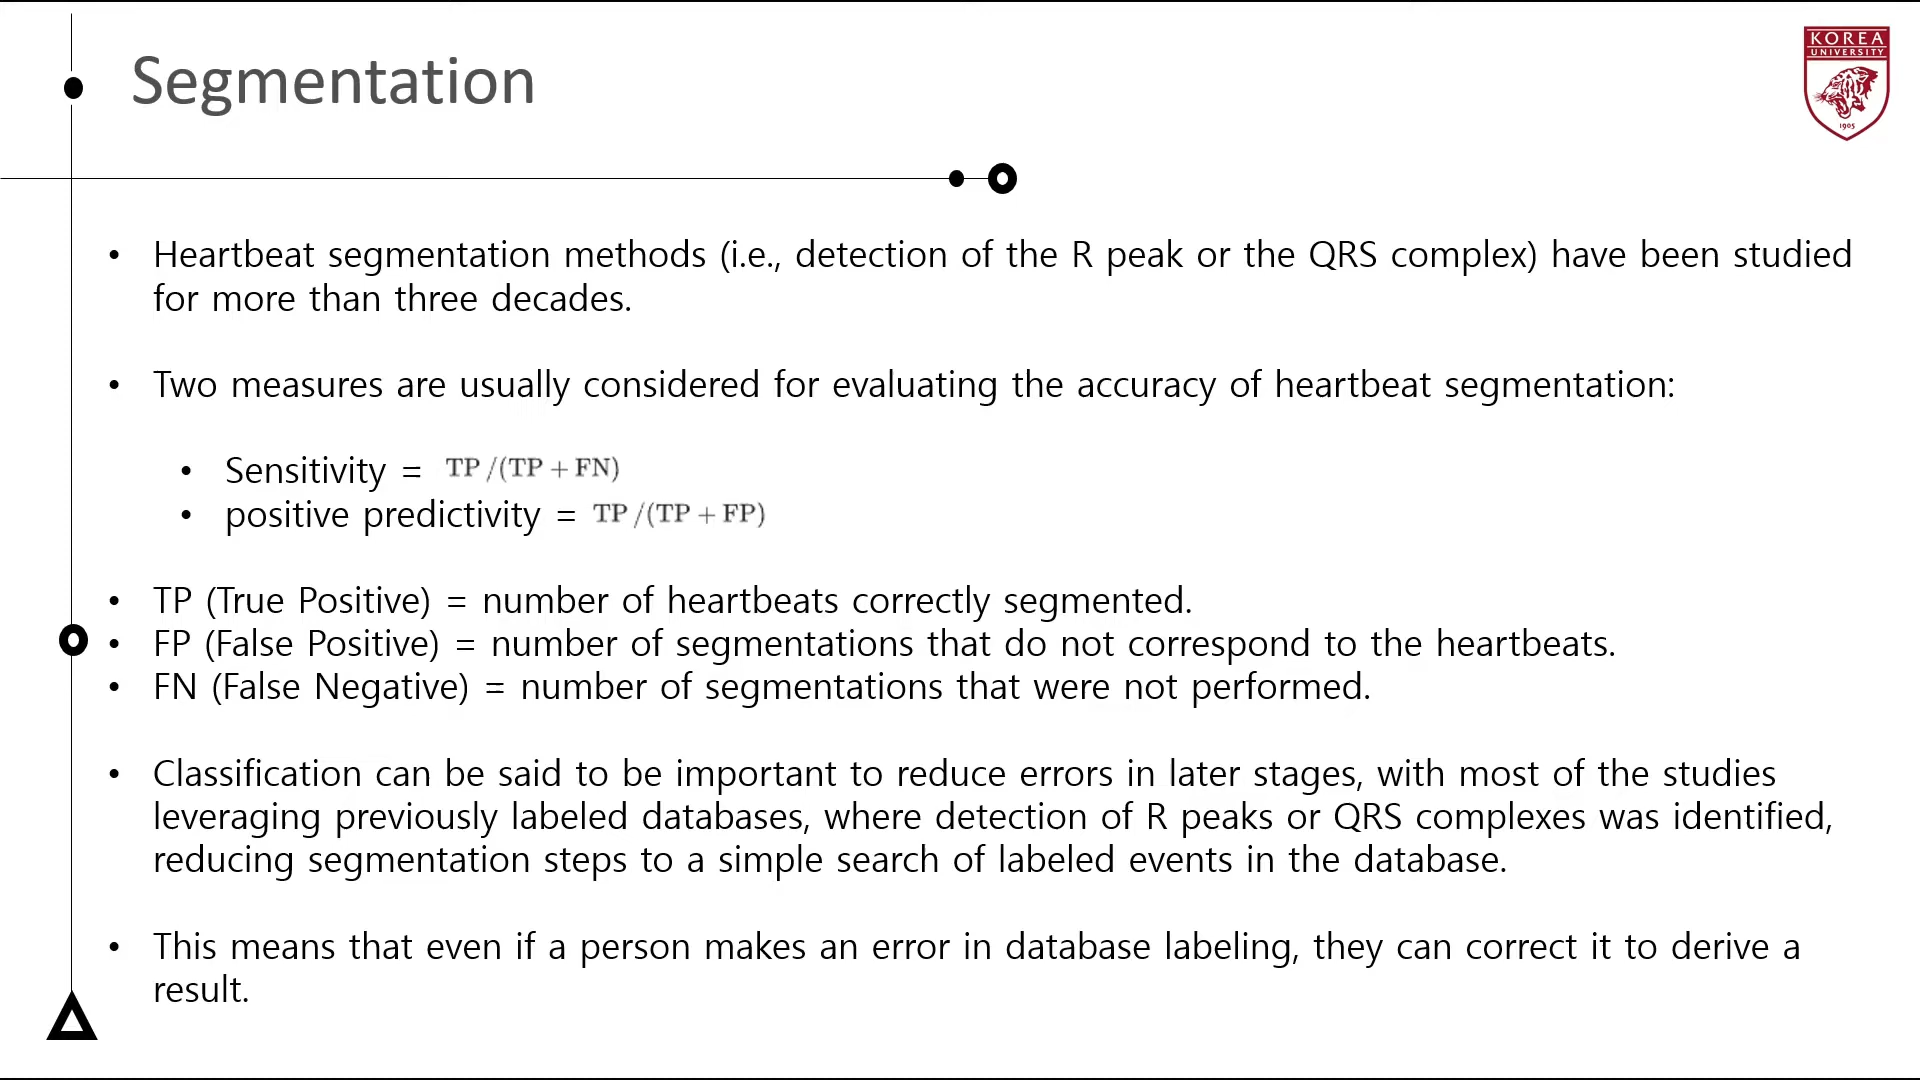 Segmentation
KOREA
UNIVERSITY
1905
• Heartbeat segmentation methods (i.e., detection of the R peak or the QRS complex) have been studied
for more than three decades.
• Two measures are usually considered for evaluating the accuracy of heartbeat segmentation:
• Sensitivity = TP /(TP + FN)
• positive predictivity = TP /(TP + FP)
• TP (True Positive) = number of heartbeats correctly segmented.
• FP (False Positive) = number of segmentations that do not correspond to the heartbeats.
• FN (False Negative) = number of segmentations that were not performed.
• Classification can be said to be important to reduce errors in later stages, with most of the studies
leveraging previously labeled databases, where detection of R peaks or QRS complexes was identified,
reducing segmentation steps to a simple search of labeled events in the database.
• This means that even if a person makes an error in database labeling, they can correct it to derive a
result.